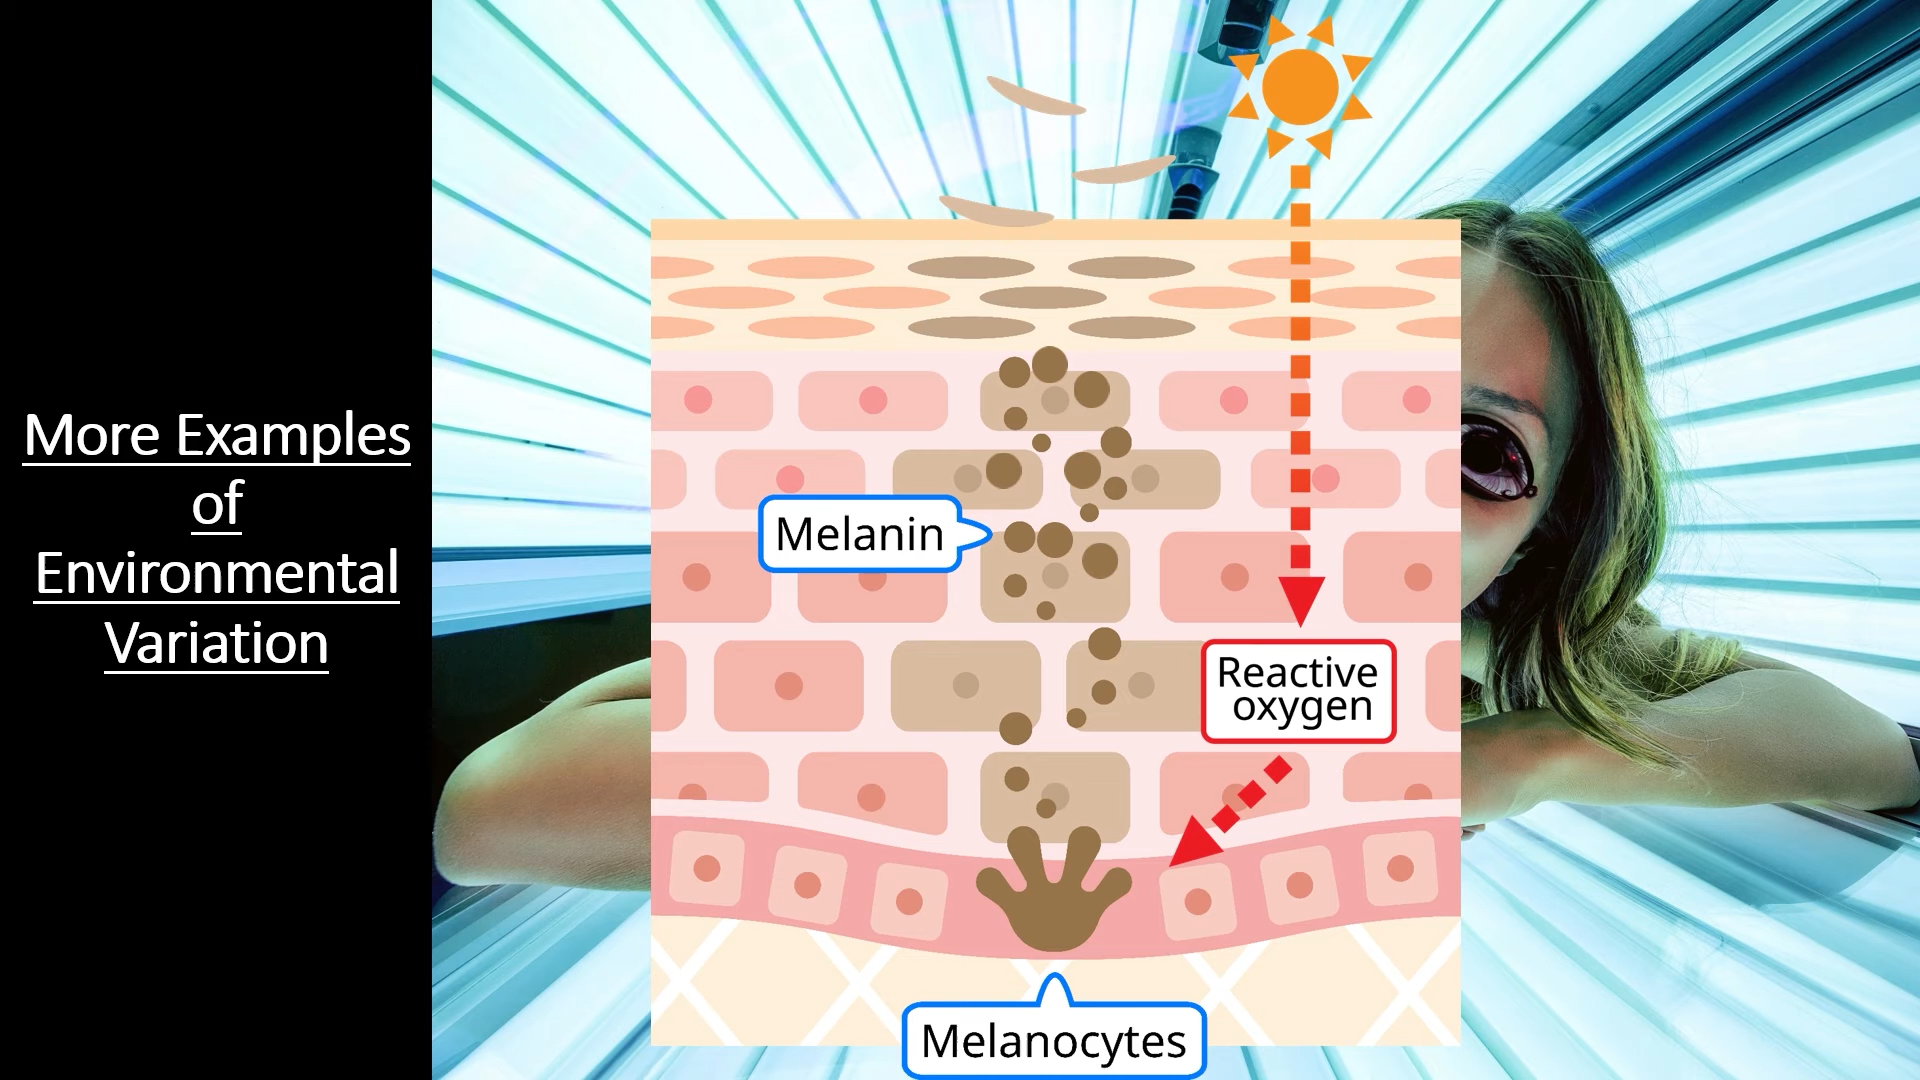 More Examples
of
Environmental
Variation
Melanin
Reactive
oxygen
Melanocytes